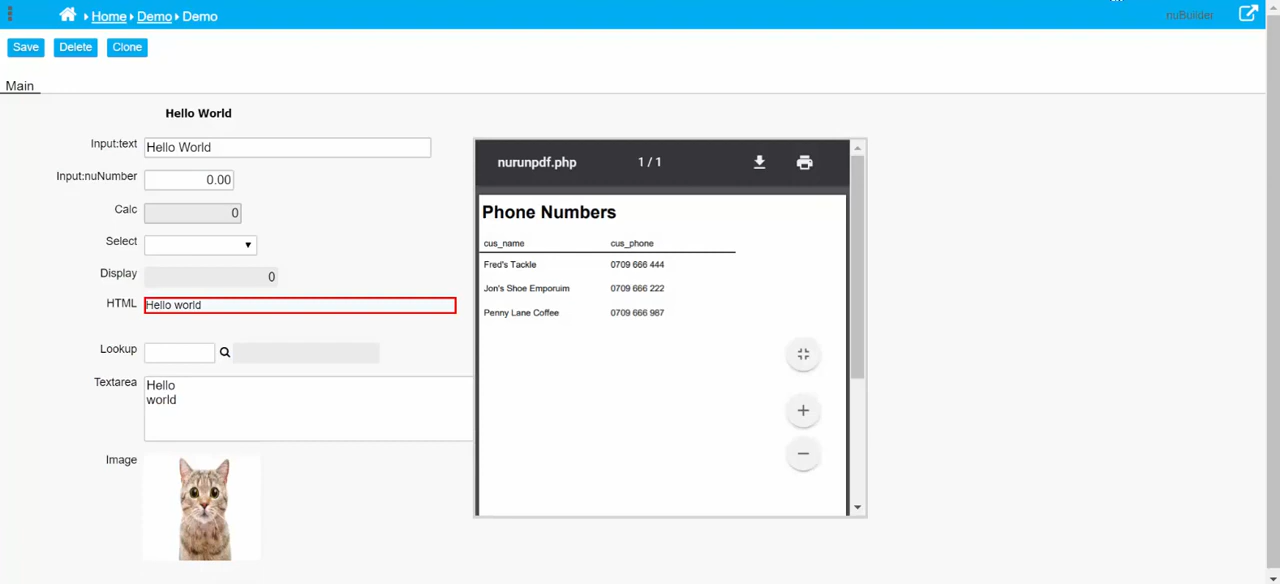 Home Demo Demo
nuBuilder
Save Delete Clone
Main
Hello World
Input:text Hello World
Input:nuNumber 0.00
Calc 0
Select
Display 0
HTML Hello world
Lookup
Textarea Hello
world
Image
nurunpdf.php 1 / 1
Phone Numbers
cus_name cus_phone
Fred's Tackle 0709 666 444
Jon's Shoe Emporuim 0709 666 222
Penny Lane Coffee 0709 666 987